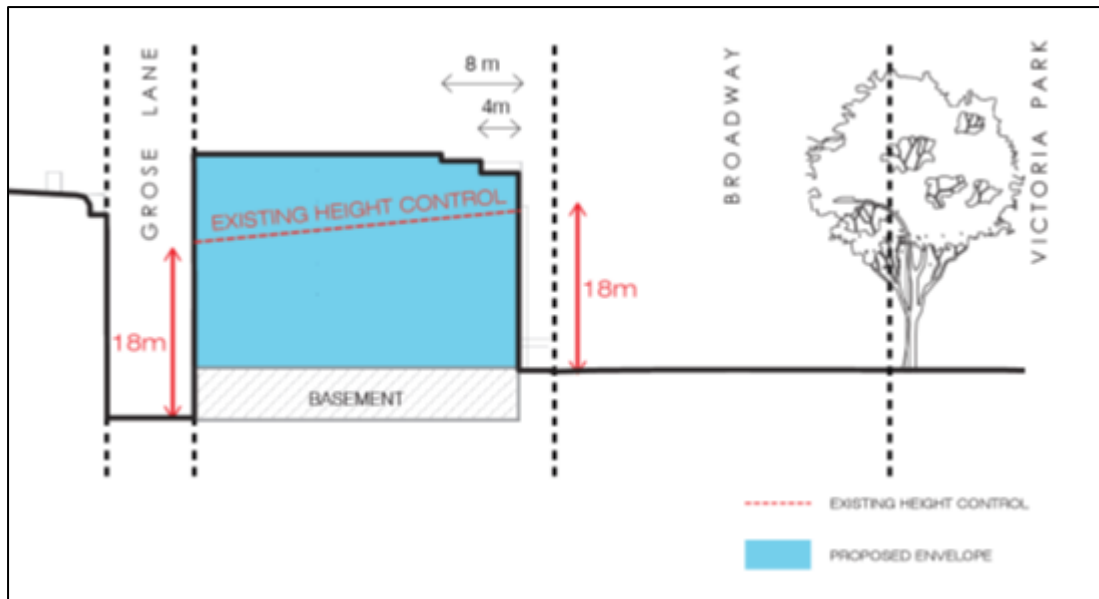 GROSE LANE
8 m
4m
BROADWAY
VICTORIA PARK
EXISTING HEIGHT CONTROL
18m
18m
BASEMENT
EXISTING HEIGHT CONTROL
PROPOSED ENVELOPE